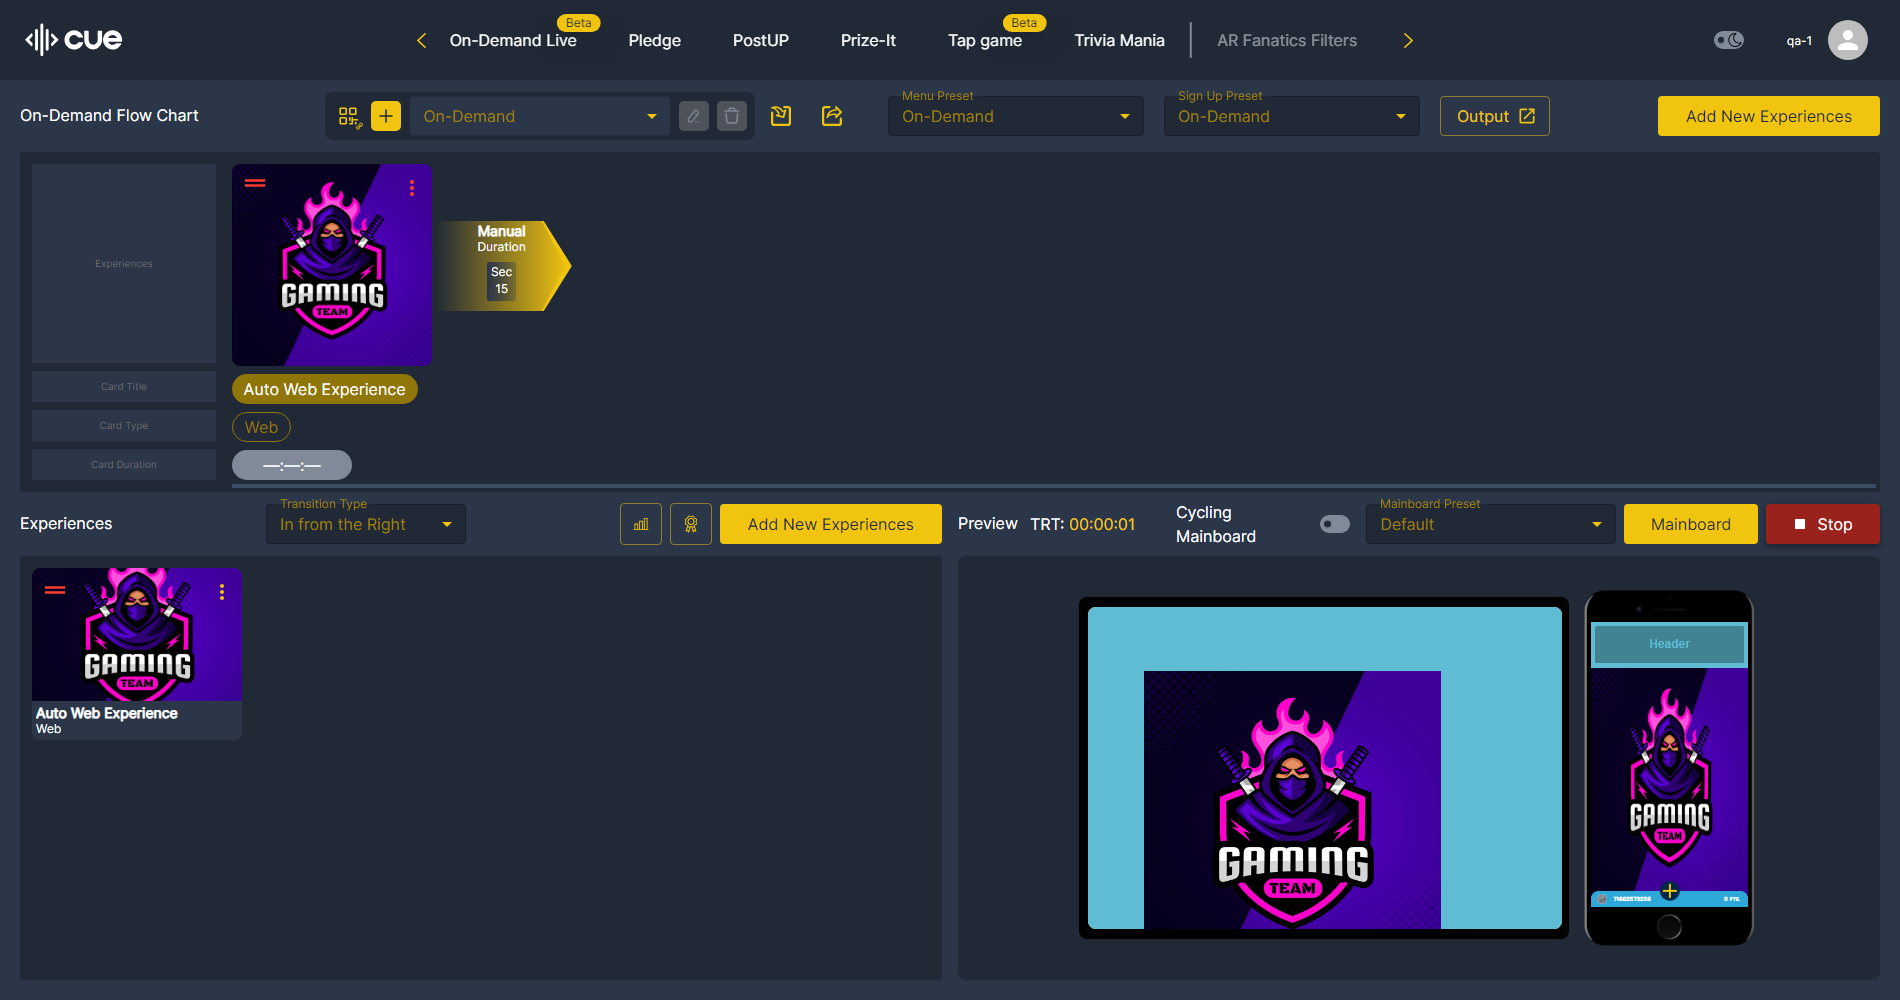 cue
On-Demand Live
Beta
Pledge
PostUP
Prize-It
Tap game
Beta
Trivia Mania
AR Fanatics Filters
qa-1
On-Demand Flow Chart
On-Demand
Menu Preset
On-Demand
Sign Up Preset
On-Demand
Output
Add New Experiences
Experiences
GAMING
TEAM
Manual
Duration
Sec
15
Card Title
Auto Web Experience
Card Type
Web
Card Duration
—:—:—
Experiences
Transition Type
In from the Right
Add New Experiences
Preview
TRT: 00:00:01
Cycling
Mainboard
Mainboard Preset
Default
Mainboard
Stop
GAMING
TEAM
Auto Web Experience
Web
GAMING
TEAM
Header
GAMING
TEAM
71662579256
0 PTS.